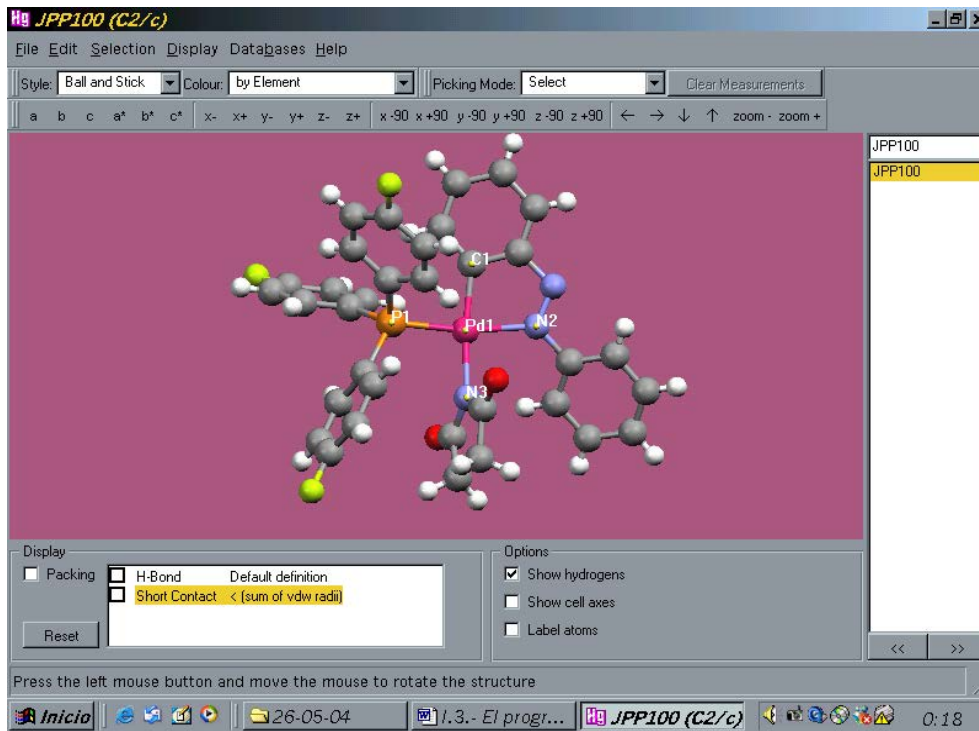 Hg JPP100 (C2/c)
File Edit Selection Display Databases Help
Style: Ball and Stick Colour: by Element Picking Mode: Select Clear Measurements
a b c a* b* c* x- x+ y- y+ z- z+ x -90 x +90 y -90 y +90 z -90 z +90 ← → ↓ ↑ zoom - zoom +
JPP100
JPP100
C1
P1 Pd1 N2
N3
Display
Packing
H-Bond Default definition
Short Contact < (sum of vdw radii)
Reset
Options
Show hydrogens
Show cell axes
Label atoms
<< >>
Press the left mouse button and move the mouse to rotate the structure
Inicio 26-05-04 I.3.- El progr... Hg JPP100 (C2/c) 0:18